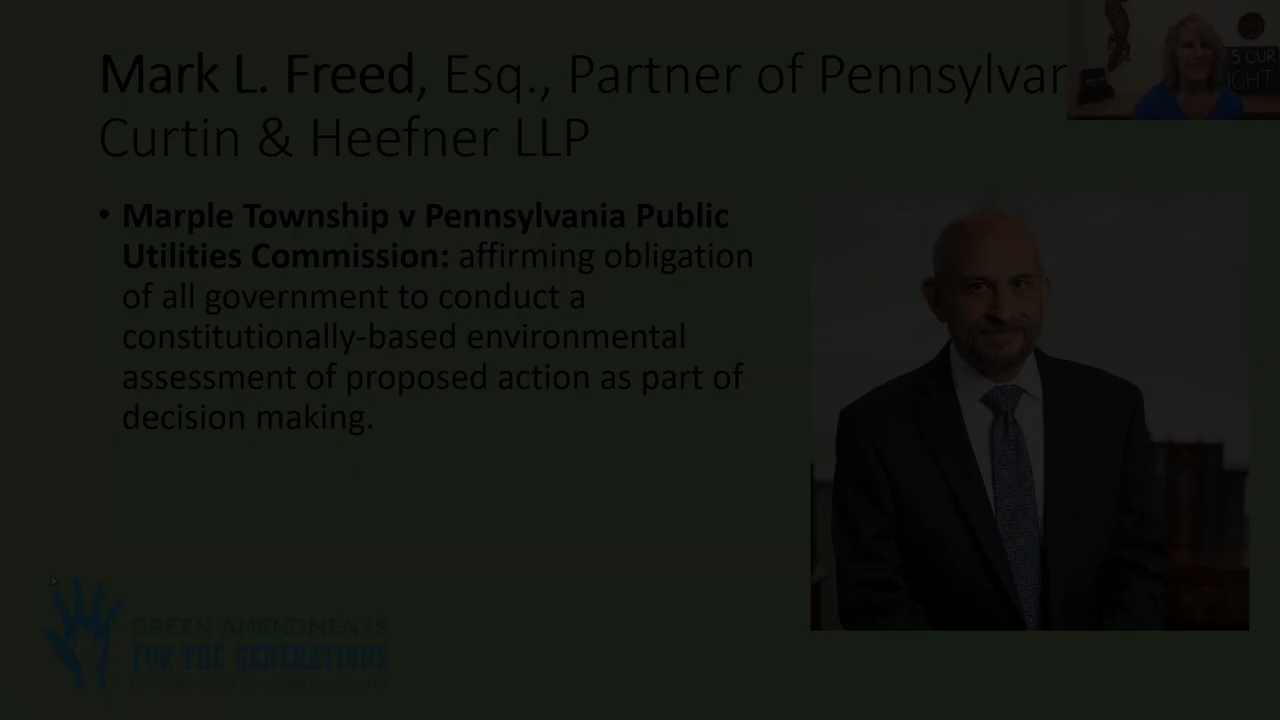 Mark L. Freed, Esq., Partner of Pennsylvan
Curtin & Heefner LLP
• Marple Township v Pennsylvania Public
Utilities Commission: affirming obligation
of all government to conduct a
constitutionally-based environmental
assessment of proposed action as part of
decision making.
GREEN AMENDMENTS
FOR THE GENERATIONS